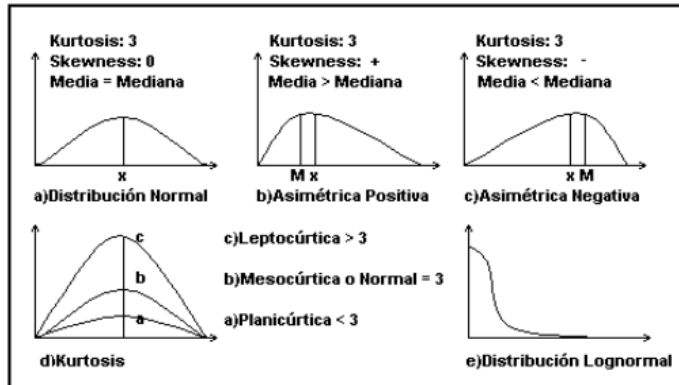 Kurtosis: 3
Skewness: 0
Media = Mediana
x
a)Distribución Normal
Kurtosis: 3
Skewness: +
Media > Mediana
M x
b)Asimétrica Positiva
Kurtosis: 3
Skewness: -
Media < Mediana
x M
c)Asimétrica Negativa
c
b
a
d)Kurtosis
c)Leptocúrtica > 3
b)Mesocúrtica o Normal = 3
a)Planicúrtica < 3
e)Distribución Lognormal